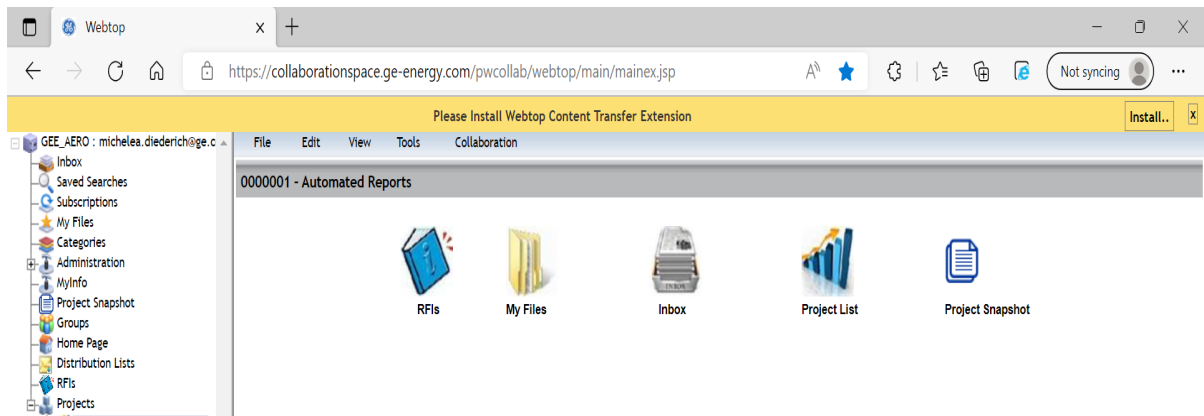 Webtop
https://collaborationspace.ge-energy.com/pwcollab/webtop/main/mainex.jsp
Not syncing
Please Install Webtop Content Transfer Extension
Install..
x
GEE_AERO : michelea.diederich@ge.c
File Edit View Tools Collaboration
Inbox
Saved Searches
Subscriptions
My Files
Categories
Administration
MyInfo
Project Snapshot
Groups
Home Page
Distribution Lists
RFIs
Projects
0000001 - Automated Reports
RFIs
My Files
INBOX
Inbox
Project List
Project Snapshot